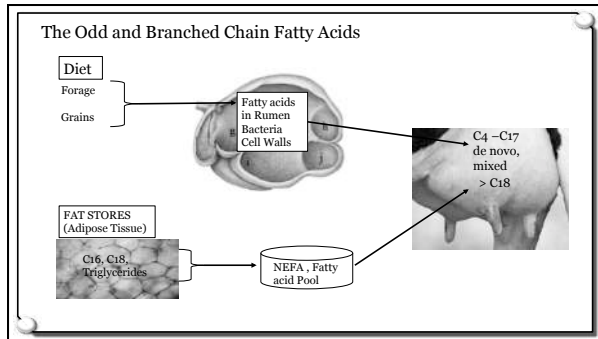 The Odd and Branched Chain Fatty Acids
Diet
Forage
Grains
Fatty acids
in Rumen
Bacteria
Cell Walls
g
h
i
j
C4 –C17
de novo,
mixed
> C18
FAT STORES
(Adipose Tissue)
C16, C18,
Triglycerides
NEFA , Fatty
acid Pool